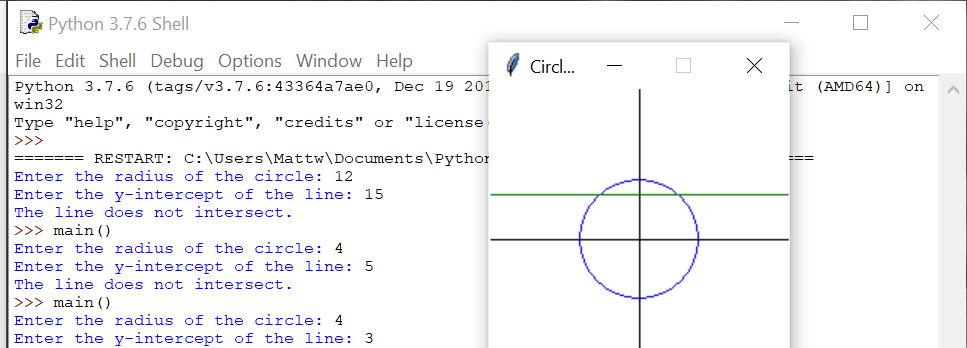 Python 3.7.6 Shell
File Edit Shell Debug Options Window Help
Circl...
Python 3.7.6 (tags/v3.7.6:43364a7ae0, Dec 19 201 it (AMD64)] on
win32
Type "help", "copyright", "credits" or "license
>>>
======= RESTART: C:\Users\Mattw\Documents\Python ===
Enter the radius of the circle: 12
Enter the y-intercept of the line: 15
The line does not intersect.
>>> main()
Enter the radius of the circle: 4
Enter the y-intercept of the line: 5
The line does not intersect.
>>> main()
Enter the radius of the circle: 4
Enter the y-intercept of the line: 3